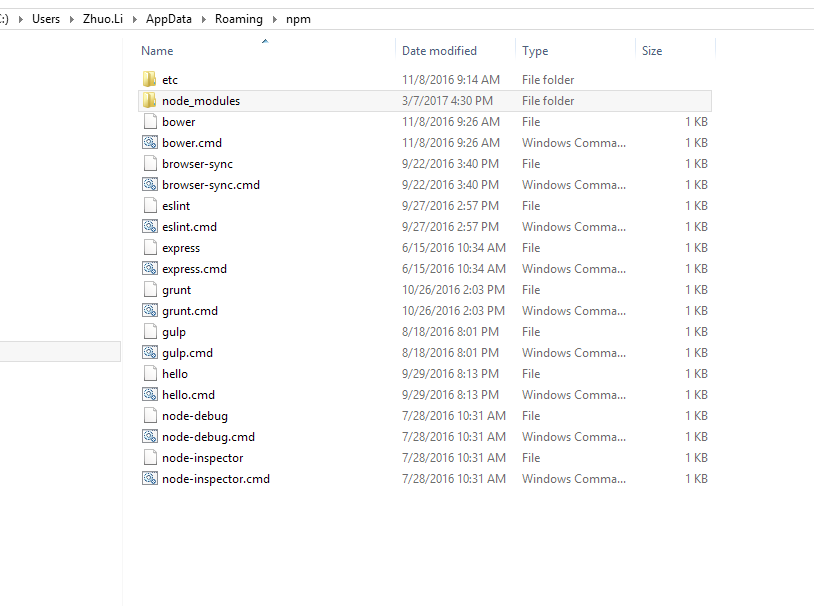 :) Users Zhuo.Li AppData Roaming npm
Name Date modified Type Size
etc 11/8/2016 9:14 AM File folder
node_modules 3/7/2017 4:30 PM File folder
bower 11/8/2016 9:26 AM File 1 KB
bower.cmd 11/8/2016 9:26 AM Windows Comma... 1 KB
browser-sync 9/22/2016 3:40 PM File 1 KB
browser-sync.cmd 9/22/2016 3:40 PM Windows Comma... 1 KB
eslint 9/27/2016 2:57 PM File 1 KB
eslint.cmd 9/27/2016 2:57 PM Windows Comma... 1 KB
express 6/15/2016 10:34 AM File 1 KB
express.cmd 6/15/2016 10:34 AM Windows Comma... 1 KB
grunt 10/26/2016 2:03 PM File 1 KB
grunt.cmd 10/26/2016 2:03 PM Windows Comma... 1 KB
gulp 8/18/2016 8:01 PM File 1 KB
gulp.cmd 8/18/2016 8:01 PM Windows Comma... 1 KB
hello 9/29/2016 8:13 PM File 1 KB
hello.cmd 9/29/2016 8:13 PM Windows Comma... 1 KB
node-debug 7/28/2016 10:31 AM File 1 KB
node-debug.cmd 7/28/2016 10:31 AM Windows Comma... 1 KB
node-inspector 7/28/2016 10:31 AM File 1 KB
node-inspector.cmd 7/28/2016 10:31 AM Windows Comma... 1 KB